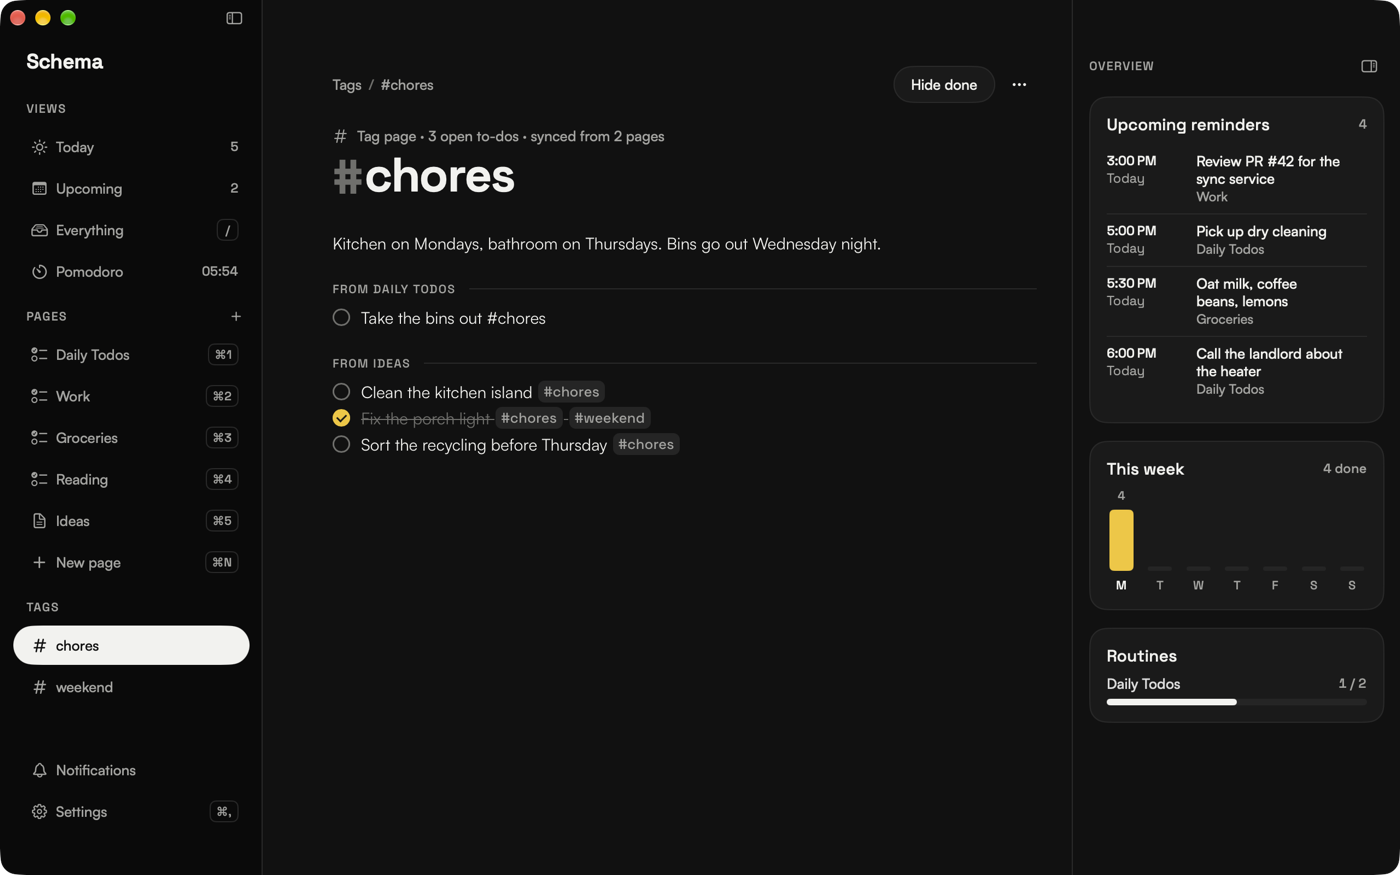 Schema
VIEWS
Today 5
Upcoming 2
Everything /
Pomodoro 05:54
PAGES +
Daily Todos ⌘1
Work ⌘2
Groceries ⌘3
Reading ⌘4
Ideas ⌘5
+ New page ⌘N
TAGS
# chores
# weekend
Notifications
Settings ⌘,
Tags / #chores
Hide done ...
# Tag page · 3 open to-dos · synced from 2 pages
#chores
Kitchen on Mondays, bathroom on Thursdays. Bins go out Wednesday night.
FROM DAILY TODOS
Take the bins out #chores
FROM IDEAS
Clean the kitchen island #chores
Fix the porch light #chores #weekend
Sort the recycling before Thursday #chores
OVERVIEW
Upcoming reminders 4
3:00 PM Review PR #42 for the
Today sync service
Work
5:00 PM Pick up dry cleaning
Today Daily Todos
5:30 PM Oat milk, coffee
Today beans, lemons
Groceries
6:00 PM Call the landlord about
Today the heater
Daily Todos
This week 4 done
4
M T W T F S S
Routines
Daily Todos 1 / 2